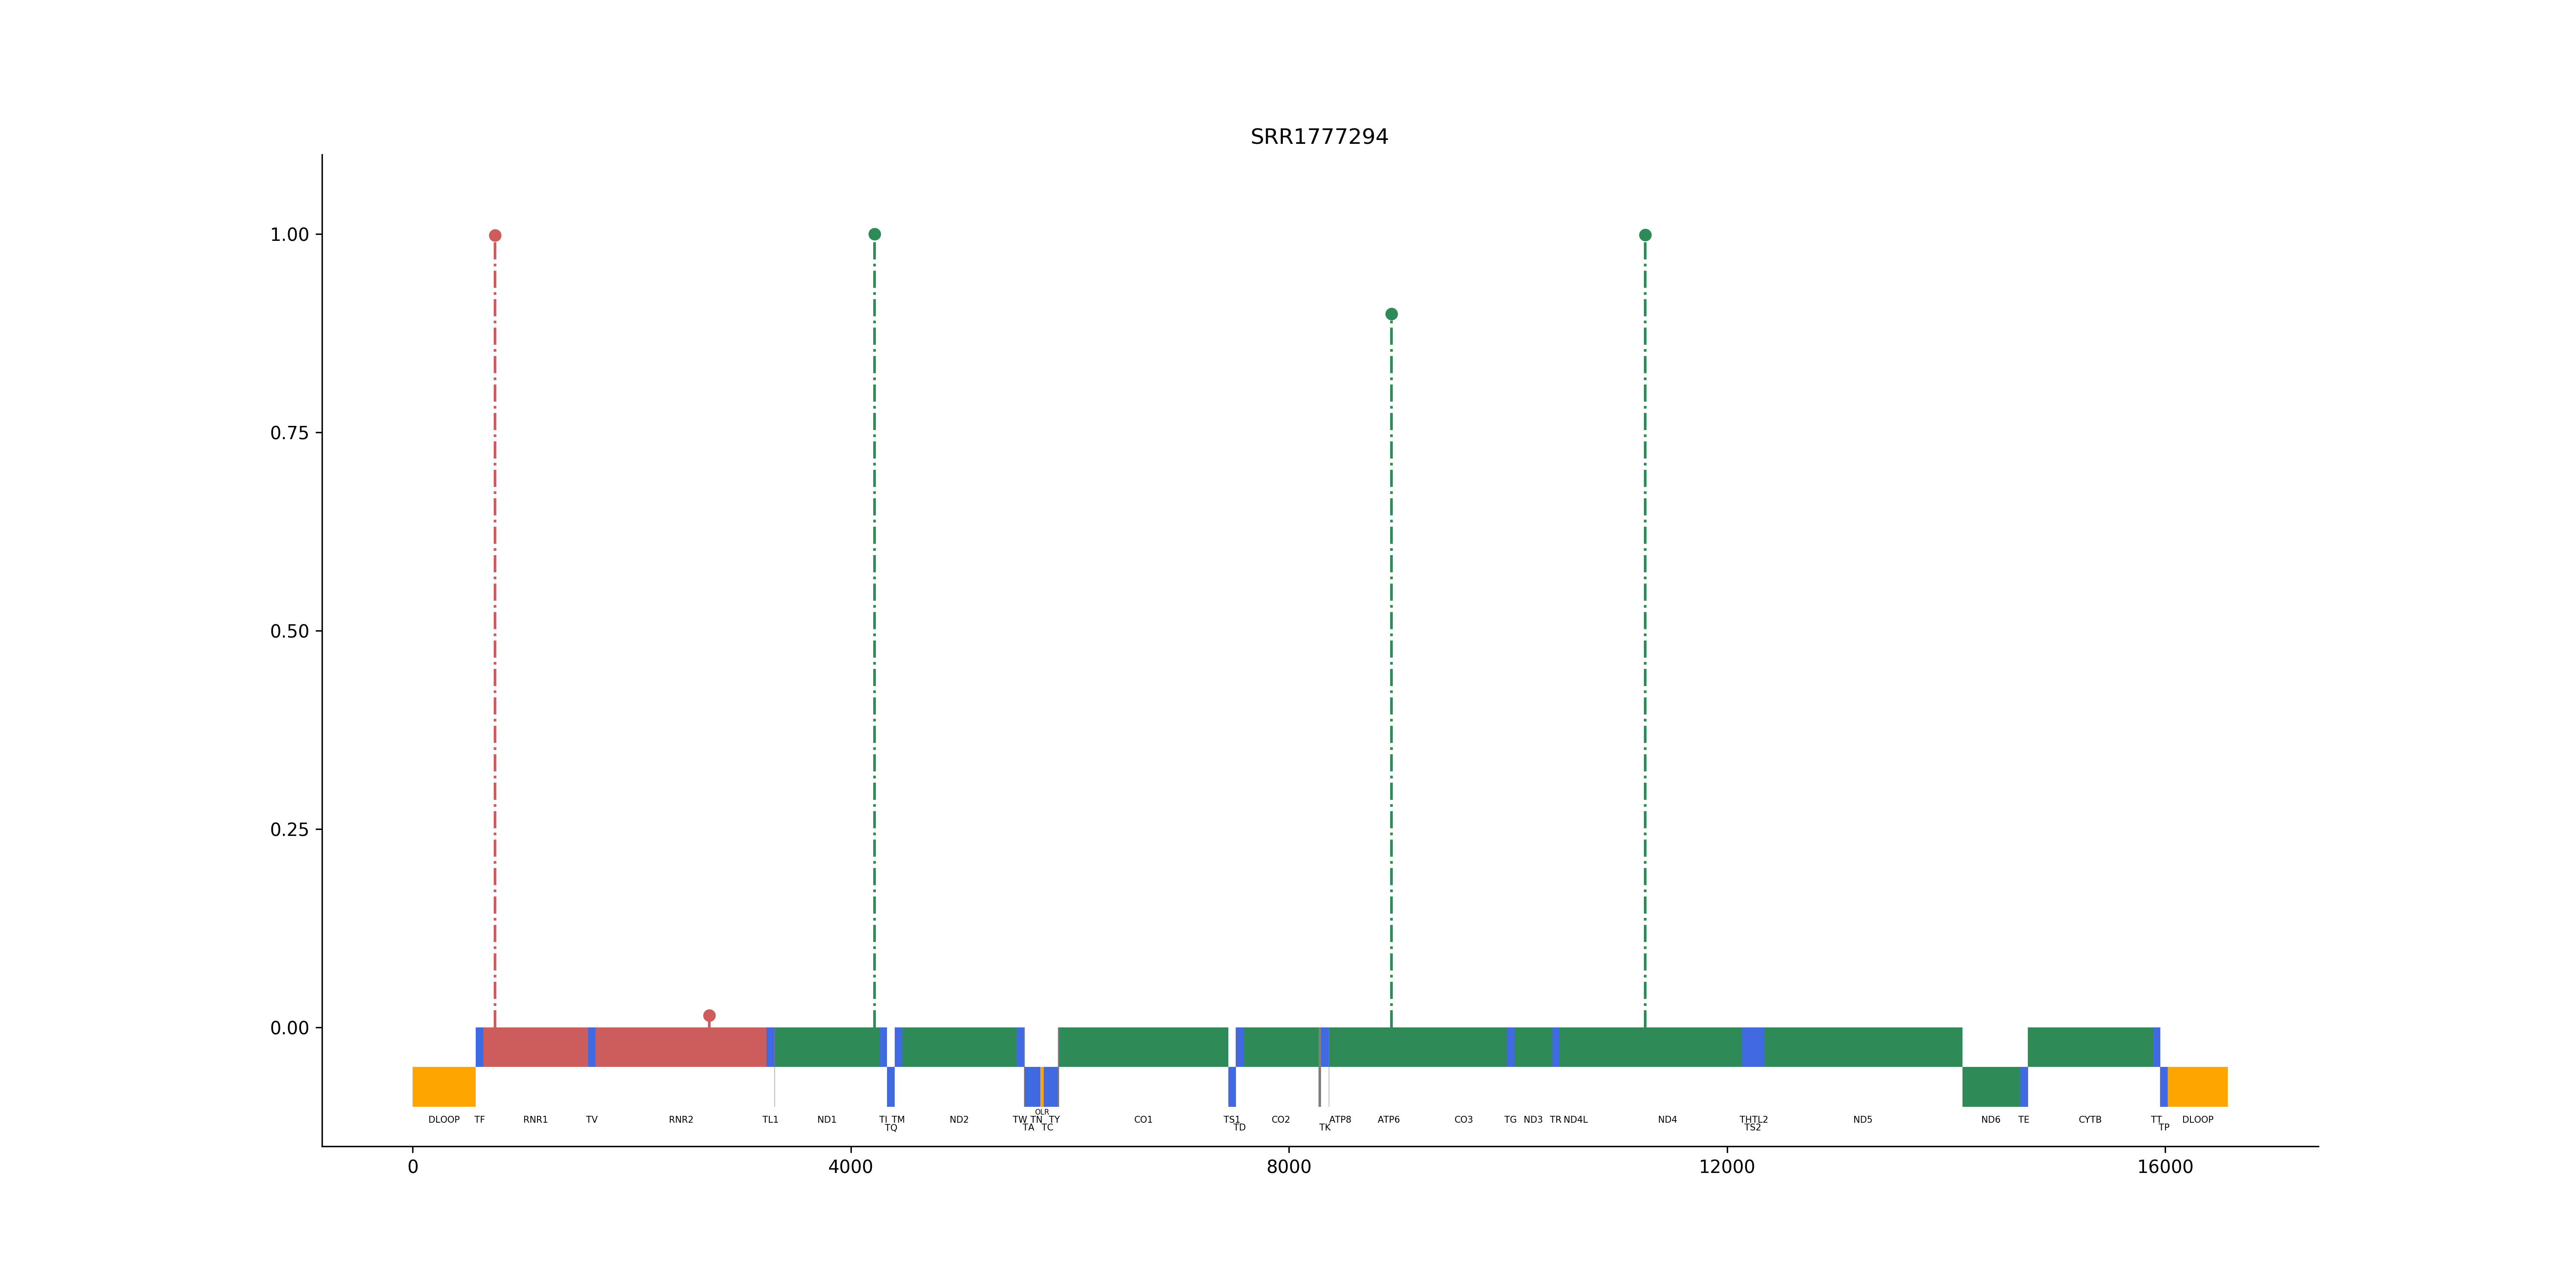 SRR1777294
1.00
0.75
0.50
0.25
0.00
OLR
DLOOP TF RNR1 TV RNR2 TL1 ND1 TI TM ND2 TW TN TY CO1 TS1 CO2 ATP8 ATP6 CO3 TG ND3 TR ND4L ND4 TH TL2 ND5 ND6 TE CYTB TT DLOOP
TQ TA TC TD TK TS2 TP
0 4000 8000 12000 16000